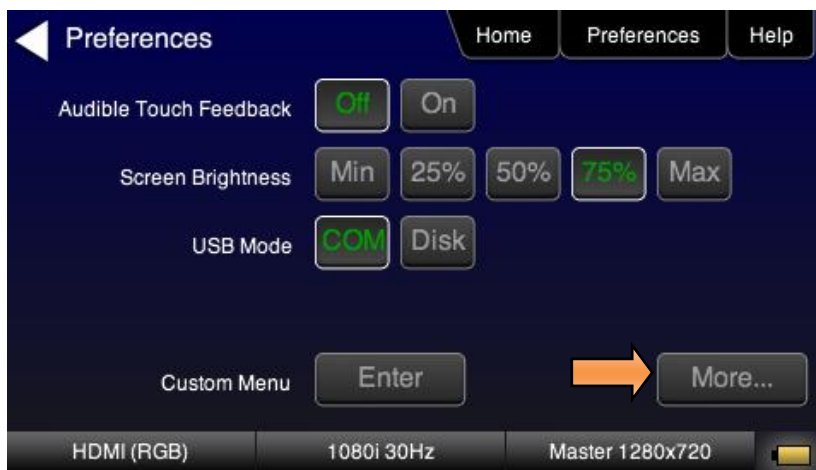 Preferences Home Preferences Help
Audible Touch Feedback Off On
Screen Brightness Min 25% 50% 75% Max
USB Mode COM Disk
Custom Menu Enter More...
HDMI (RGB) 1080i 30Hz Master 1280x720